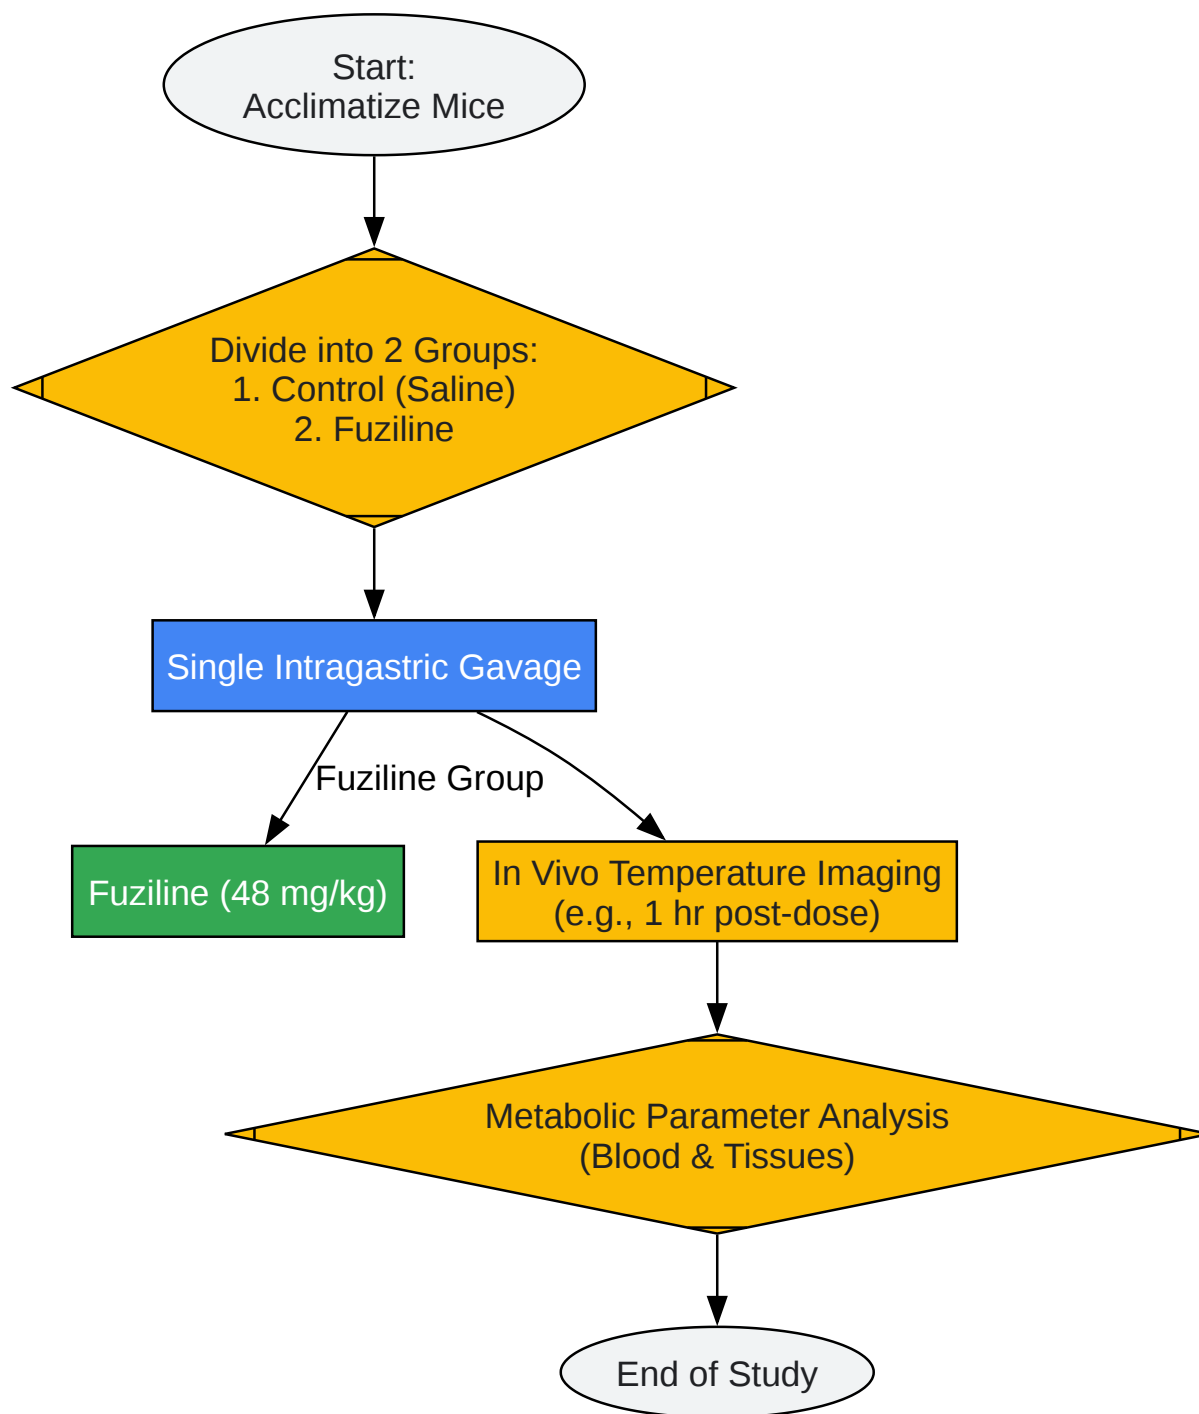 Start:
Acclimatize Mice
Divide into 2 Groups:
1. Control (Saline)
2. Fuziline
Single Intragastric Gavage
Fuziline Group
Fuziline (48 mg/kg)
In Vivo Temperature Imaging
(e.g., 1 hr post-dose)
Metabolic Parameter Analysis
(Blood & Tissues)
End of Study